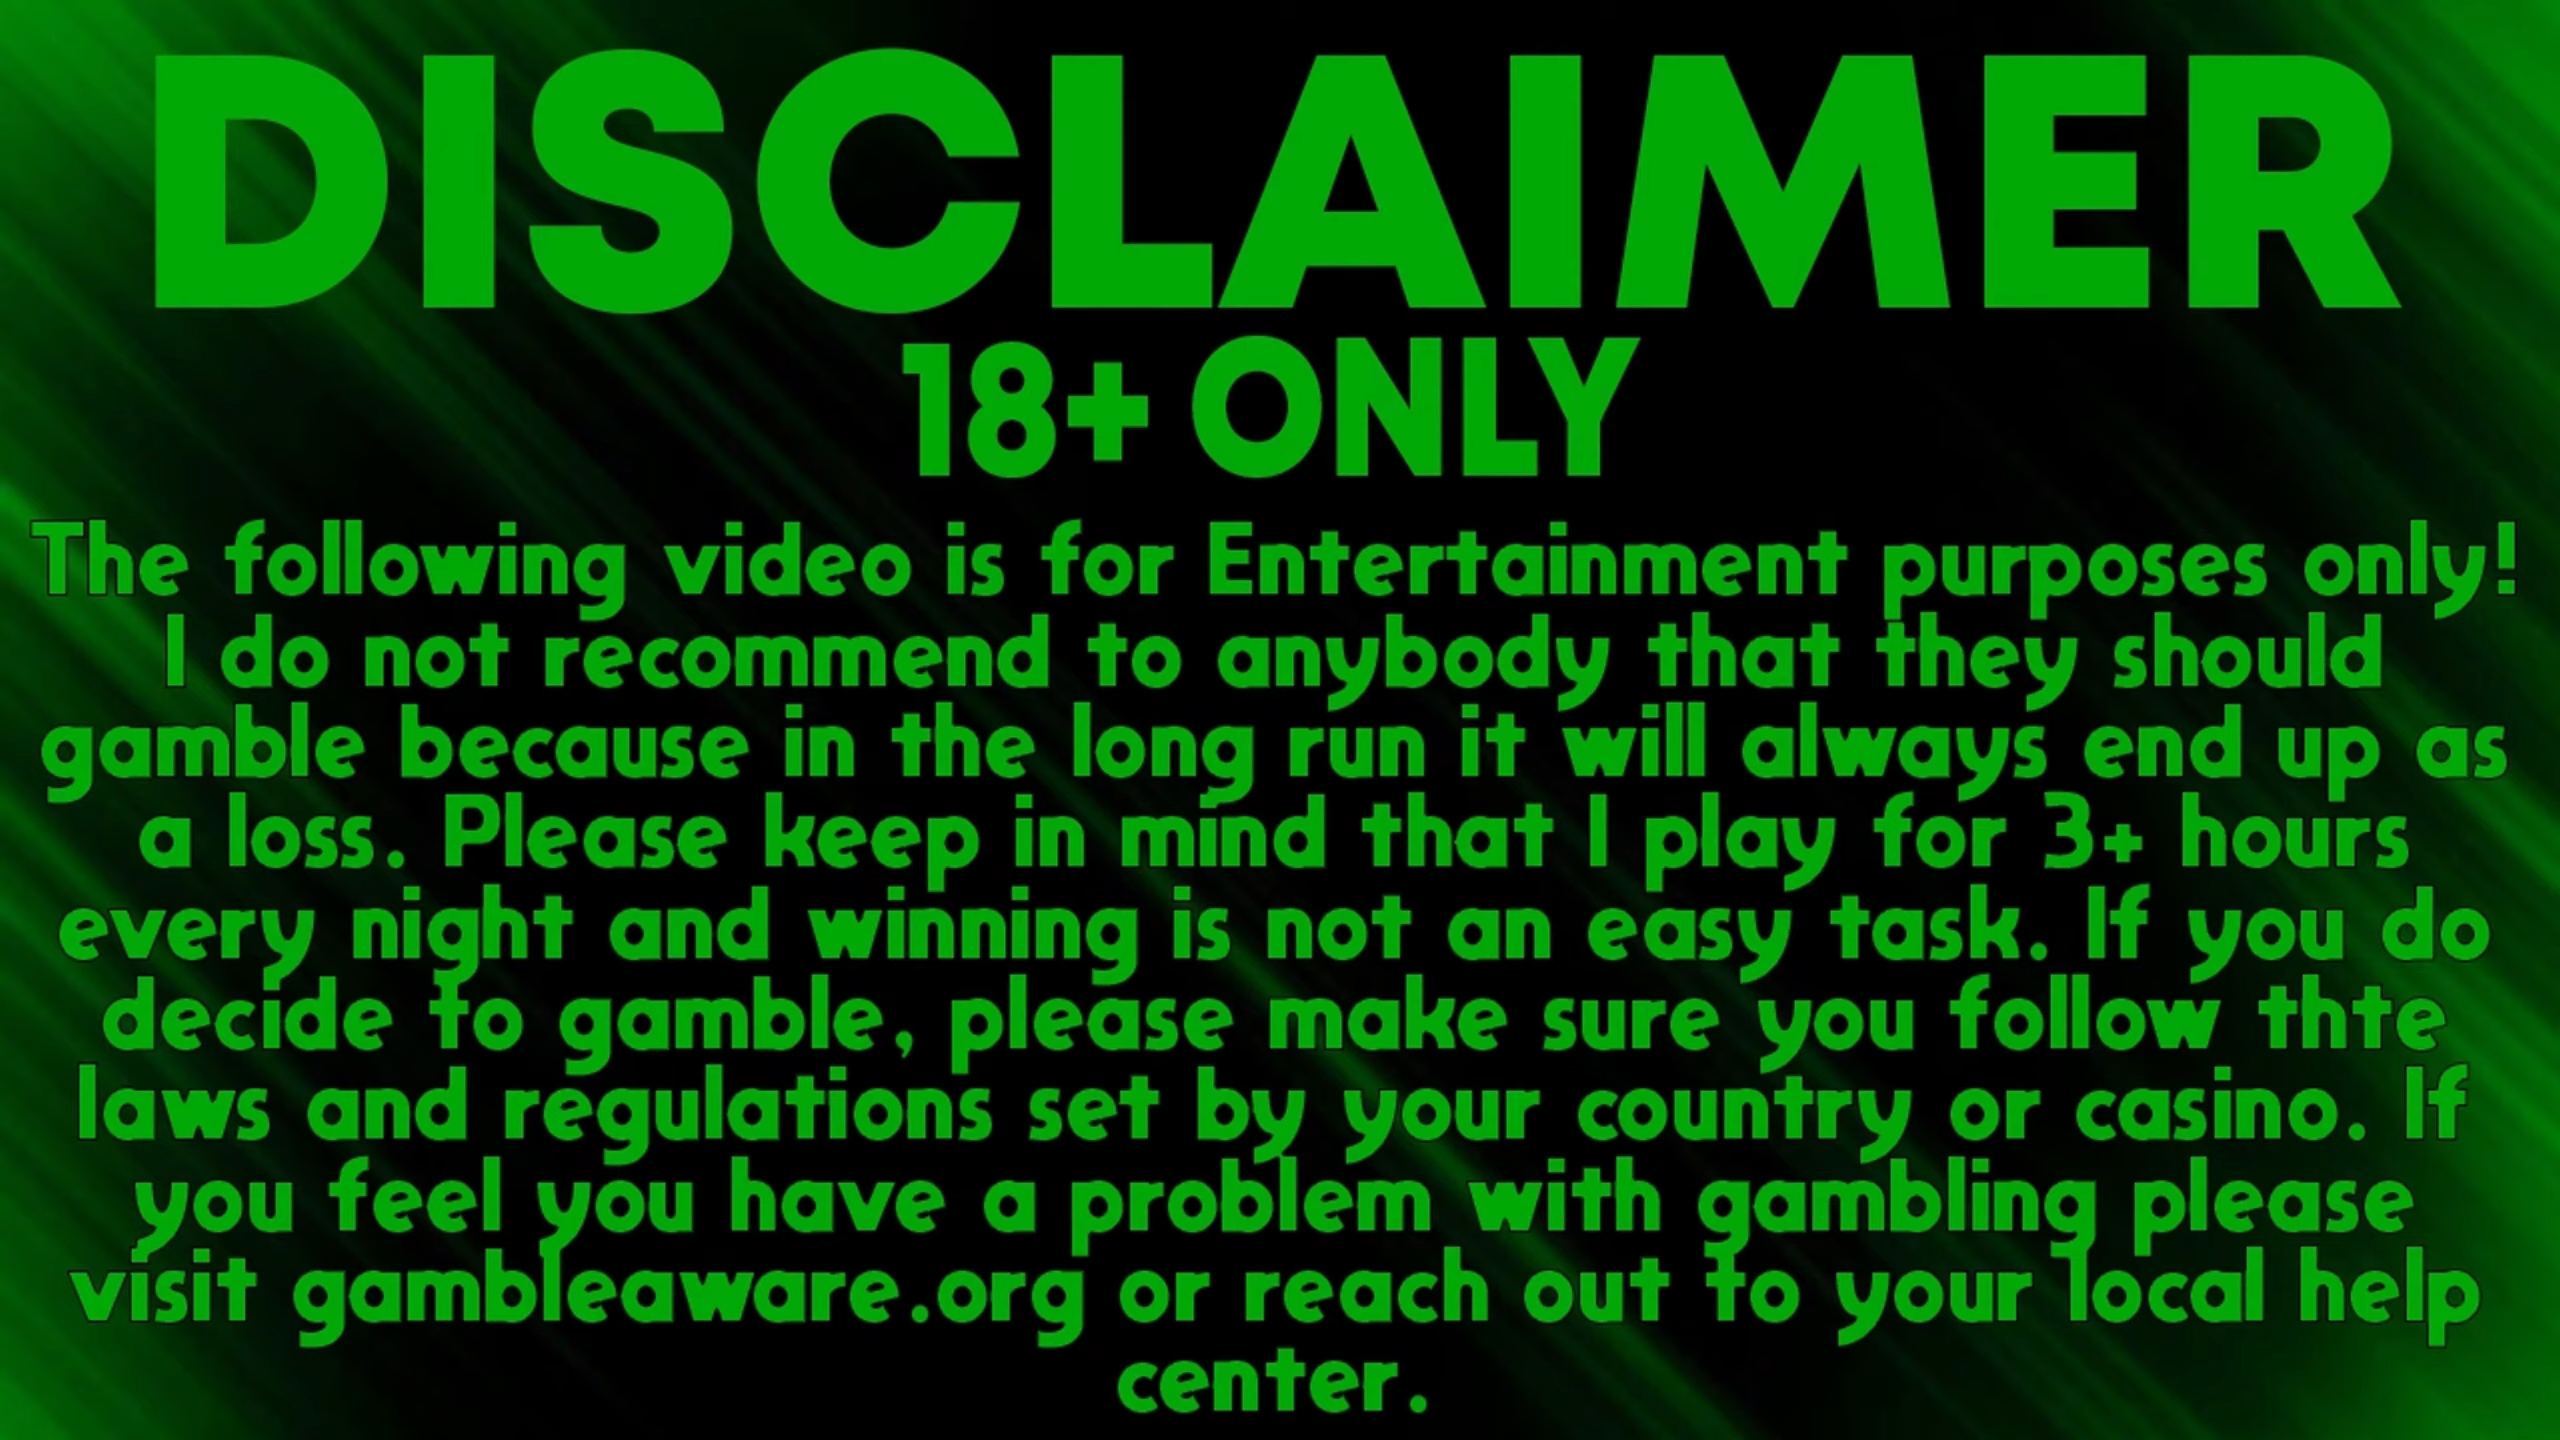 DISCLAIMER
18+ ONLY
The following video is for Entertainment purposes only!
I do not recommend to anybody that they should
gamble because in the long run it will always end up as
a loss. Please keep in mind that I play for 3+ hours
every night and winning is not an easy task. If you do
decide to gamble, please make sure you follow thte
laws and regulations set by your country or casino. If
you feel you have a problem with gambling please
visit gambleaware.org or reach out to your local help
center.